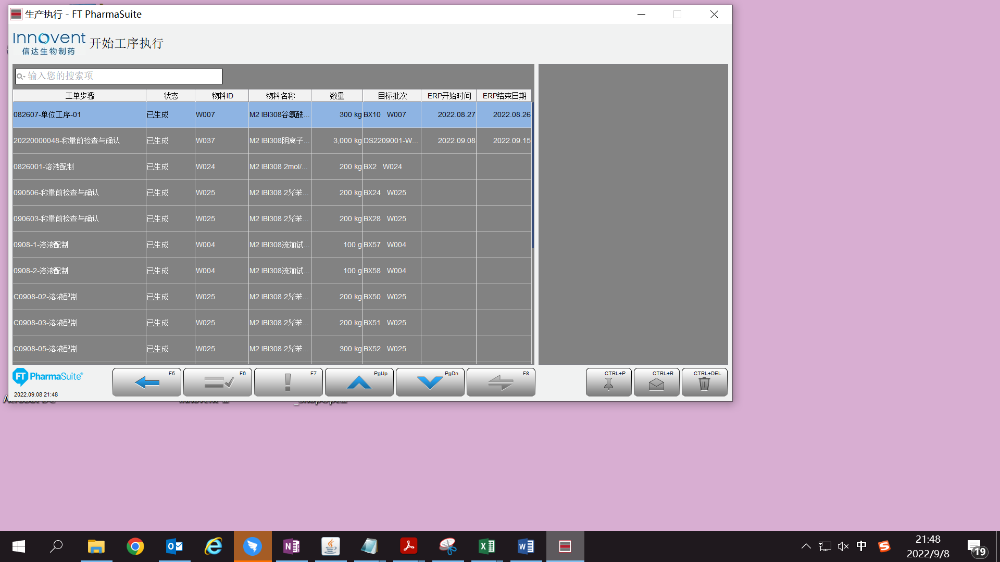 生产执行 - FT PharmaSuite
Innovent
信达生物制药
开始工序执行
输入您的搜索项
工单步骤 状态 物料ID 物料名称 数量 目标批次 ERP开始时间 ERP结束日期
082607-单位工序-01 已生成 W007 M2 IBI308谷氨酰... 300 kg BX10 W007 2022.08.27 2022.08.26
20220000048-称量前检查与确认 已生成 W037 M2 IBI308阴离子... 3,000 kg DS2209001-W... 2022.09.08 2022.09.15
0826001-溶液配制 已生成 W024 M2 IBI308 2mol/... 200 kg BX2 W024
090506-称量前检查与确认 已生成 W025 M2 IBI308 2%苯... 200 kg BX24 W025
090603-称量前检查与确认 已生成 W025 M2 IBI308 2%苯... 200 kg BX28 W025
0908-1-溶液配制 已生成 W004 M2 IBI308流加试... 100 g BX57 W004
0908-2-溶液配制 已生成 W004 M2 IBI308流加试... 100 g BX58 W004
C0908-02-溶液配制 已生成 W025 M2 IBI308 2%苯... 200 kg BX50 W025
C0908-03-溶液配制 已生成 W025 M2 IBI308 2%苯... 200 kg BX51 W025
C0908-05-溶液配制 已生成 W025 M2 IBI308 2%苯... 300 kg BX52 W025
FT PharmaSuite®
F5 F6 F7 PgUp PgDn F8 CTRL+P CTRL+R CTRL+DEL
2022.09.08 21:48
中
21:48
2022/9/8
19